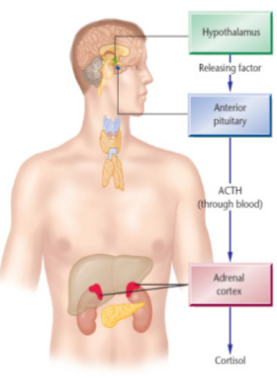 Hypothalamus
Releasing factor
Anterior
pituitary
ACTH
(through blood)
Adrenal
cortex
Cortisol